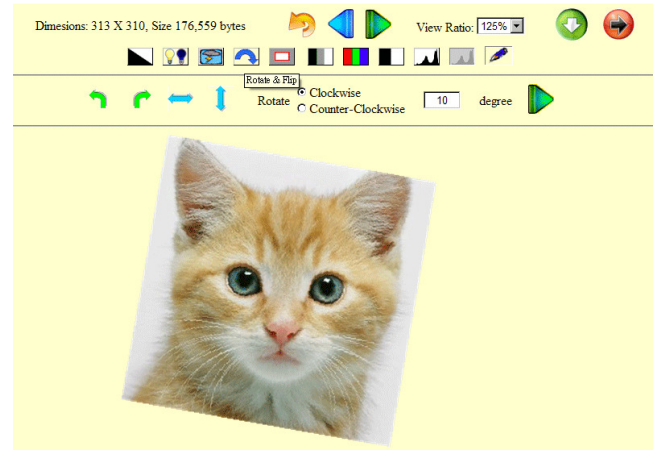 Dimesions: 313 X 310, Size 176,559 bytes
View Ratio: 125%
Rotate & Flip
Rotate
Clockwise
Counter-Clockwise
10
degree